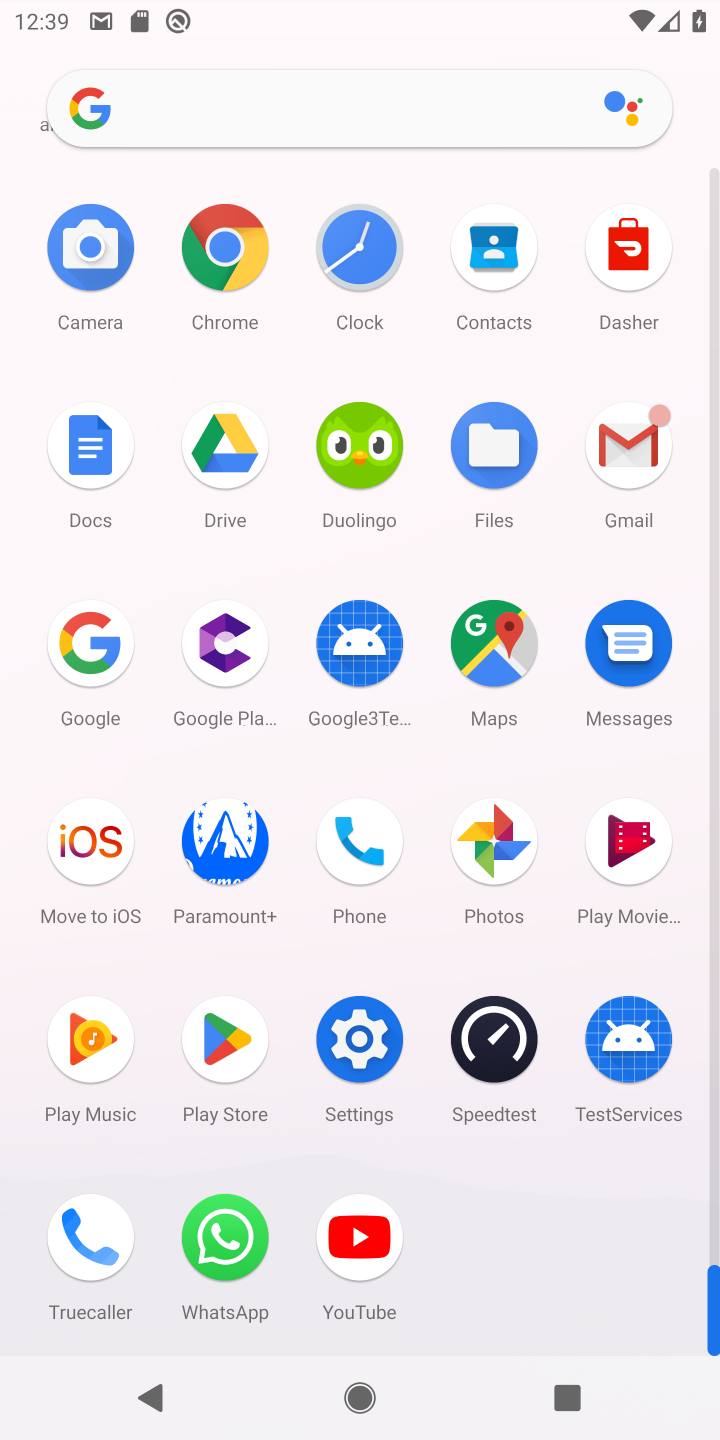 12:39
Camera Chrome Clock Contacts Dasher
Docs Drive Duolingo Files Gmail
Google Google Pla... Google3Te... Maps Messages
iOS
Move to iOS Paramount+ Phone Photos Play Movie...
Play Music Play Store Settings Speedtest TestServices
Truecaller WhatsApp YouTube